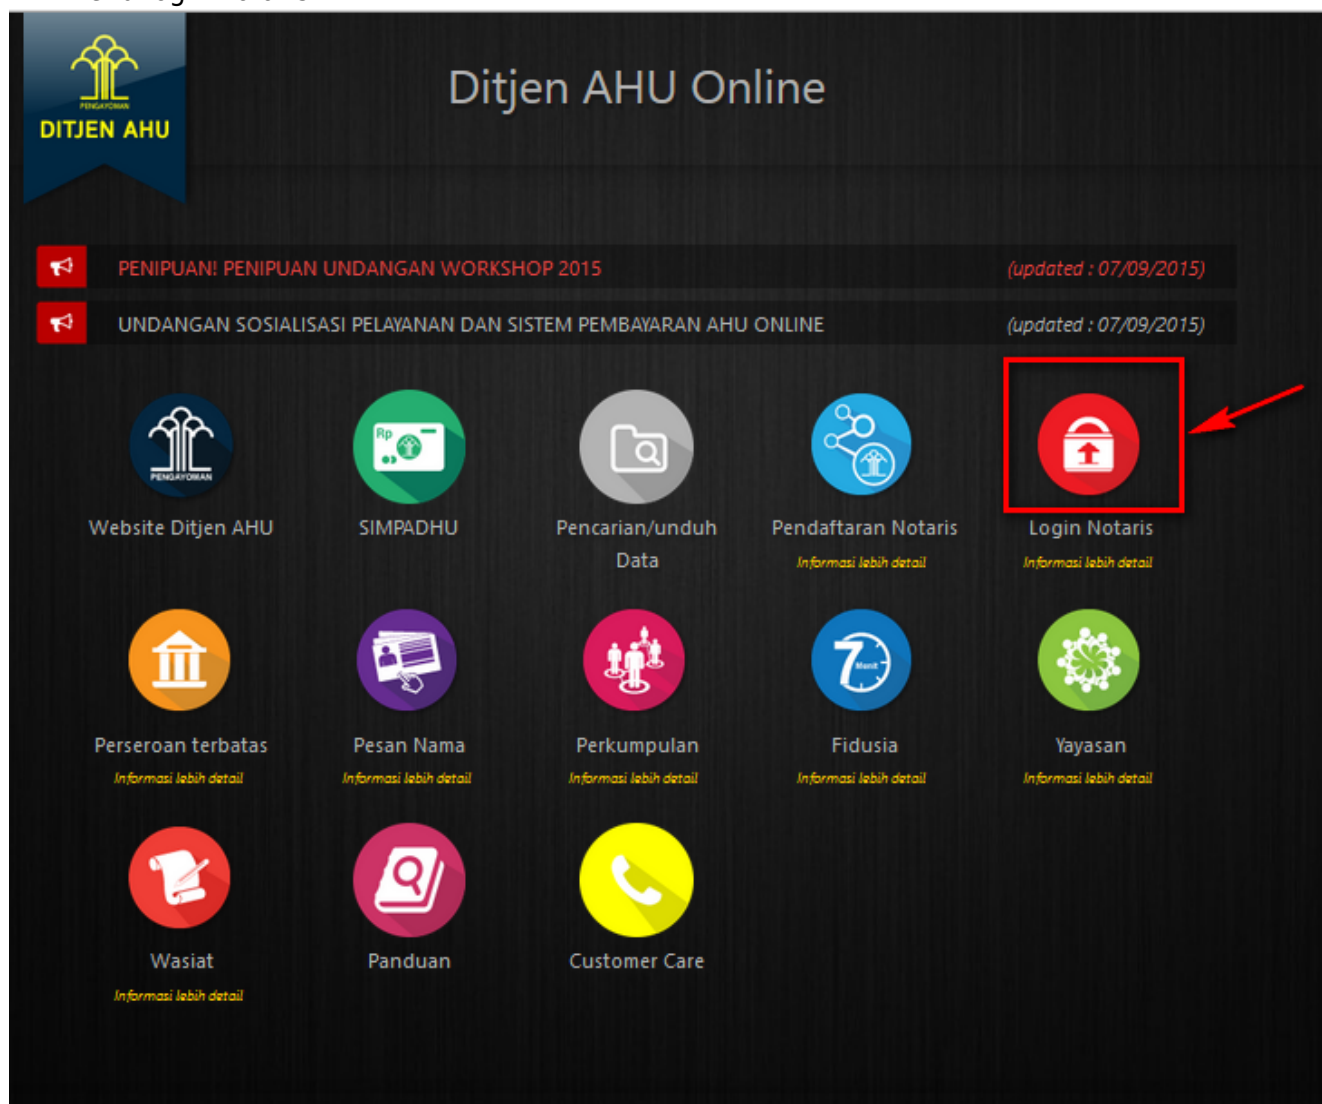 PENGAYOMAN
DITJEN AHU
Ditjen AHU Online
PENIPUAN! PENIPUAN UNDANGAN WORKSHOP 2015 (updated : 07/09/2015)
UNDANGAN SOSIALISASI PELAYANAN DAN SISTEM PEMBAYARAN AHU ONLINE (updated : 07/09/2015)
PENGAYOMAN
Rp
Website Ditjen AHU
SIMPADHU
Pencarian/unduh
Data
Pendaftaran Notaris
Informasi lebih detail
Login Notaris
Informasi lebih detail
7 Menit
Perseroan terbatas
Informasi lebih detail
Pesan Nama
Informasi lebih detail
Perkumpulan
Informasi lebih detail
Fidusia
Informasi lebih detail
Yayasan
Informasi lebih detail
Wasiat
Informasi lebih detail
Panduan
Customer Care